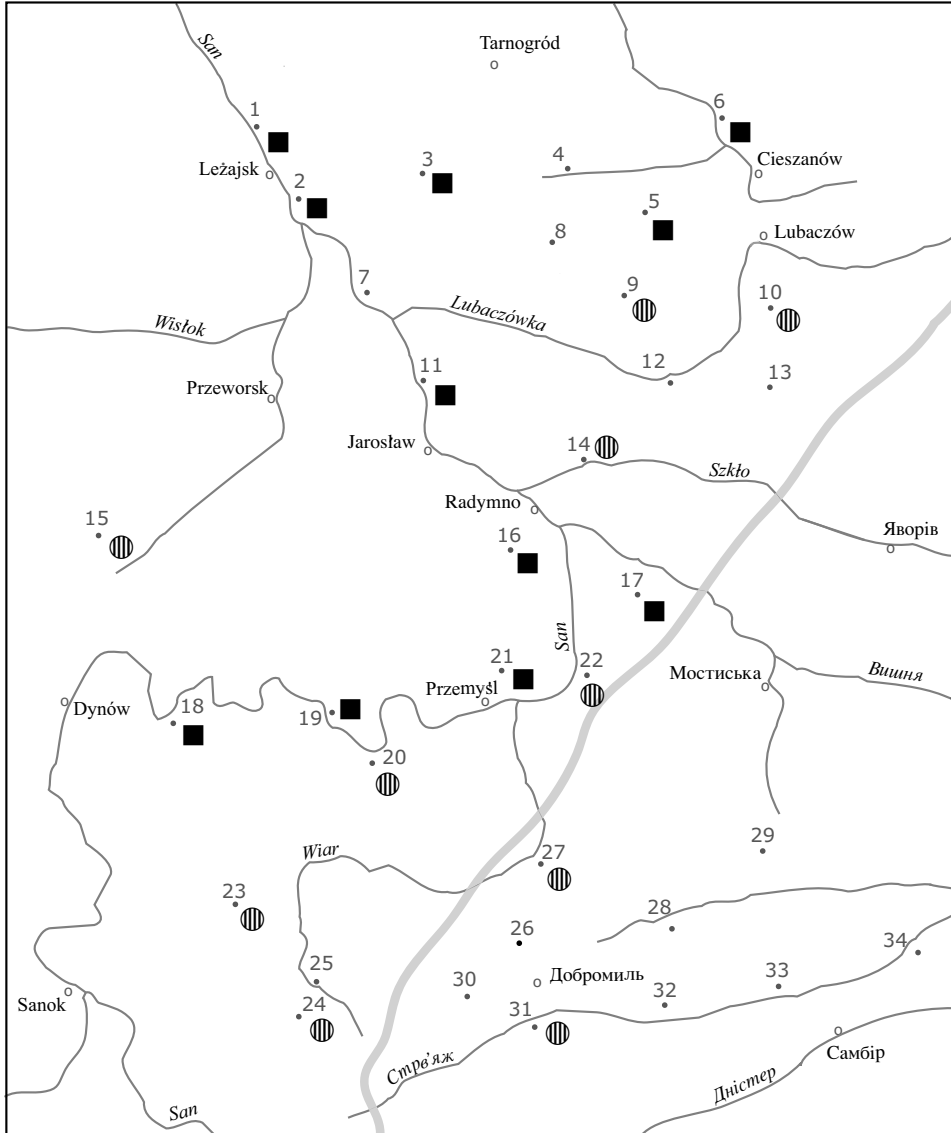 San
Tarnogród
1
6
3
4
Leżajsk
Cieszanów
2
5
8
Lubaczów
7
9
10
Lubaczówka
Wisłok
11
12
13
Przeworsk
Jarosław
14
Szkło
Radymno
15
16
Яворів
17
San
21
22
Мостиська
Вишня
Przemyśl
Dynów
18
19
20
Wiar
27
29
23
28
26
34
25
Добромиль
33
Sanok
30
24
31
32
Самбір
Стрв'яж
Дністер
San